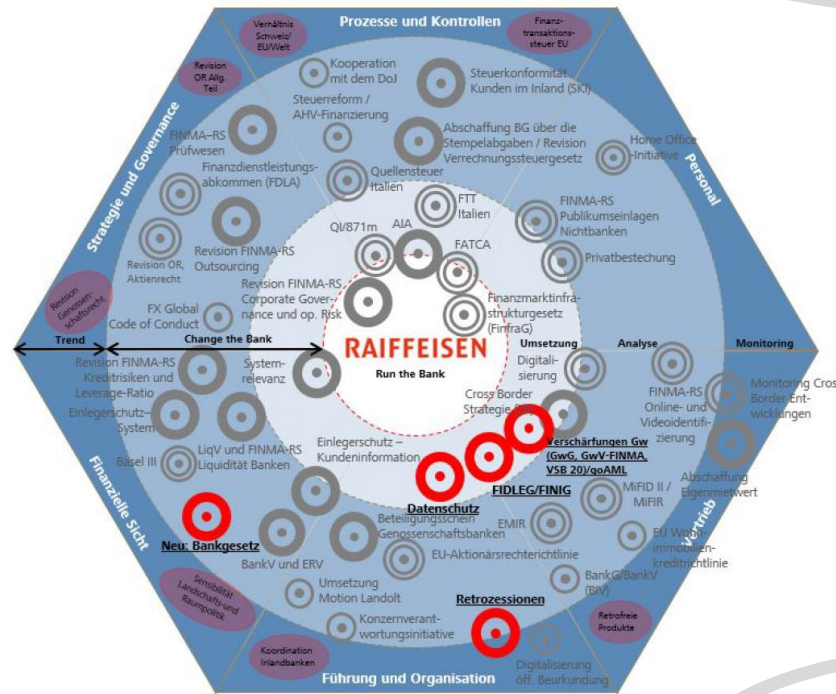 Prozesse und Kontrollen
Verhältnis
Schweiz/
EU/Welt
Finanz-
transaktions-
steuer EU
Revision
OR Allg.
Teil
Kooperation
mit dem DoJ
Steuerkonformität
Kunden im Inland (SKI)
Steuerreform /
AHV-Finanzierung
FINMA–RS
Prüfwesen
Abschaffung BG über die
Stempelabgaben / Revision
Verrechnungssteuergesetz
Home Office
-Initiative
Strategie und Governance
Personal
Finanzdienstleistungs-
abkommen (FDLA)
Quellensteuer
Italien
FTT
Italien
FINMA-RS
Publikumseinlagen
Nichtbanken
QI/871m
AIA
Revision OR,
Aktienrecht
Revision FINMA-RS
Outsourcing
FATCA
Privatbestechung
Revision
Genossen-
schaftsrecht
Revision FINMA-RS
Corporate Gover-
nance und op. Risk
FX Global
Code of Conduct
Finanzmarktinfra-
strukturgesetz
(FinfraG)
Trend
Change the Bank
RAIFFEISEN
Run the Bank
Umsetzung
Analyse
Monitoring
Revision FINMA-RS
Kreditrisiken und
Leverage-Ratio
System-
relevanz
Digitali-
sierung
FINMA-RS
Online- und
Videoidentifi-
zierung
Monitoring Cross
Border Ent-
wicklungen
Einlegerschutz–
System
Cross Border
Strategie
Verschärfungen Gw
(GwG, GwV-FINMA,
VSB 20)/goAML
Einlegerschutz –
Kundeninformation
LiqV und FINMA-RS
Liquidität Banken
Basel III
Abschaffung
Eigenmietwert
FIDLEG/FINIG
MiFID II /
MiFIR
Datenschutz
Finanzielle Sicht
Vertrieb
Neu: Bankgesetz
Beteiligungsschein
Genossenschaftsbanken
EMIR
EU Wohn-
immobilien-
kreditrichtlinie
BankV und ERV
EU-Aktionärsrechterichtlinie
Sensibilität
Landschafts-und
Raumpolitik
Umsetzung
Motion Landolt
BankG/BankV
(BIV)
Retrozessionen
Retrofreie
Produkte
Konzernverant-
wortungsinitiative
Koordination
Inlandbanken
Digitalisierung
öff. Beurkundung
Führung und Organisation